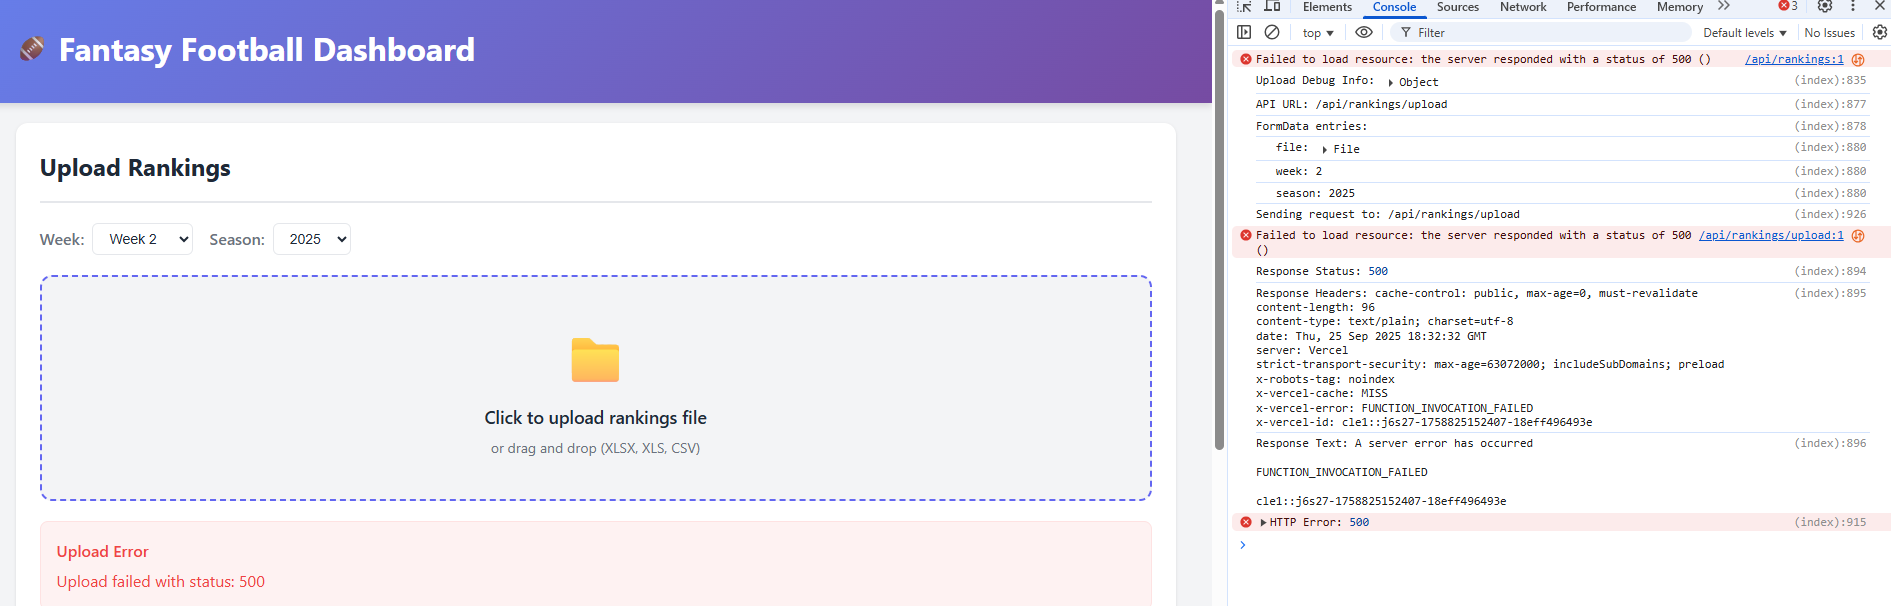 Fantasy Football Dashboard
Upload Rankings
Week: Week 2 Season: 2025
Click to upload rankings file
or drag and drop (XLSX, XLS, CSV)
Upload Error
Upload failed with status: 500
Elements Console Sources Network Performance Memory 3
top Filter Default levels No Issues
Failed to load resource: the server responded with a status of 500 () /api/rankings:1
Upload Debug Info: Object (index):835
API URL: /api/rankings/upload (index):877
FormData entries: (index):878
file: File (index):880
week: 2 (index):880
season: 2025 (index):880
Sending request to: /api/rankings/upload (index):926
Failed to load resource: the server responded with a status of 500 /api/rankings/upload:1
()
Response Status: 500 (index):894
Response Headers: cache-control: public, max-age=0, must-revalidate (index):895
content-length: 96
content-type: text/plain; charset=utf-8
date: Thu, 25 Sep 2025 18:32:32 GMT
server: Vercel
strict-transport-security: max-age=63072000; includeSubDomains; preload
x-robots-tag: noindex
x-vercel-cache: MISS
x-vercel-error: FUNCTION_INVOCATION_FAILED
x-vercel-id: cle1::j6s27-1758825152407-18eff496493e
Response Text: A server error has occurred (index):896
FUNCTION_INVOCATION_FAILED
cle1::j6s27-1758825152407-18eff496493e
HTTP Error: 500 (index):915